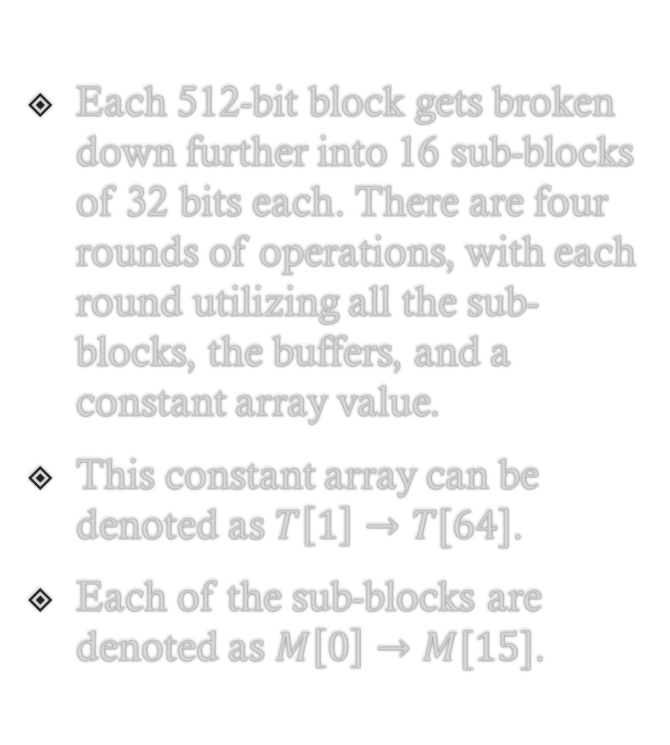 Each 512-bit block gets broken
down further into 16 sub-blocks
of 32 bits each. There are four
rounds of operations, with each
round utilizing all the sub-
blocks, the buffers, and a
constant array value.
This constant array can be
denoted as T[1] → T[64].
Each of the sub-blocks are
denoted as M[0] → M[15].